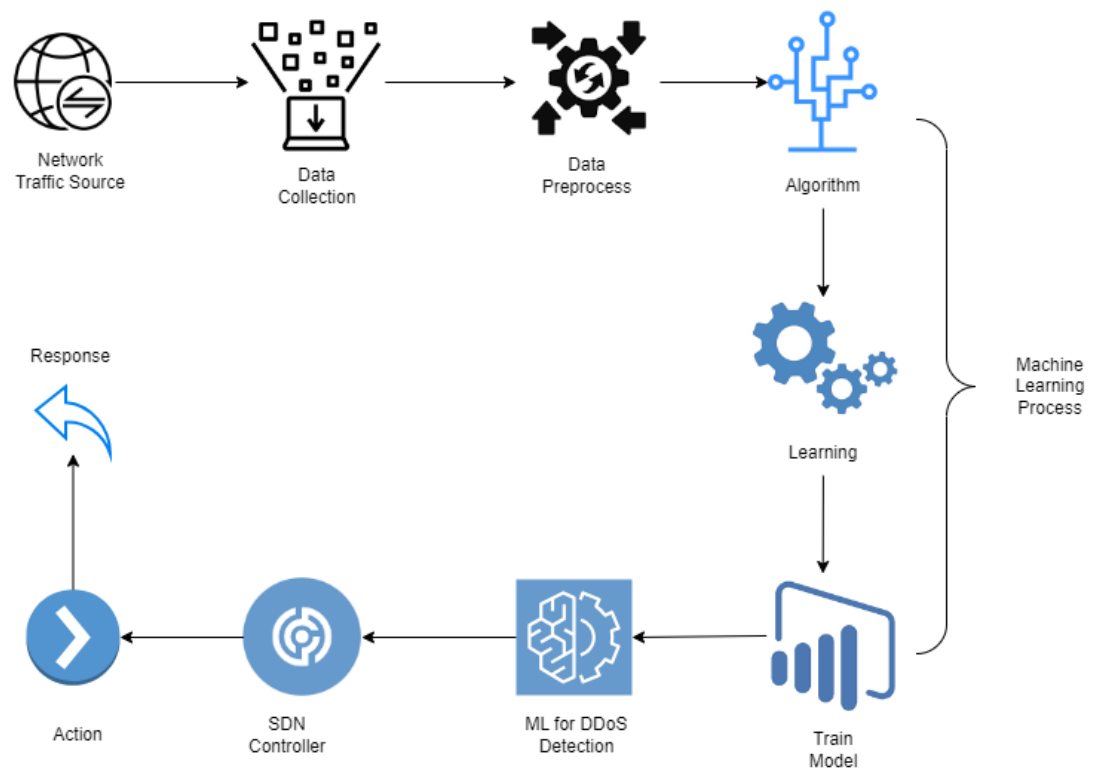 Network
Traffic Source
Data
Collection
Data
Preprocess
Algorithm
Learning
Machine
Learning
Process
Response
Action
SDN
Controller
ML for DDoS
Detection
Train
Model